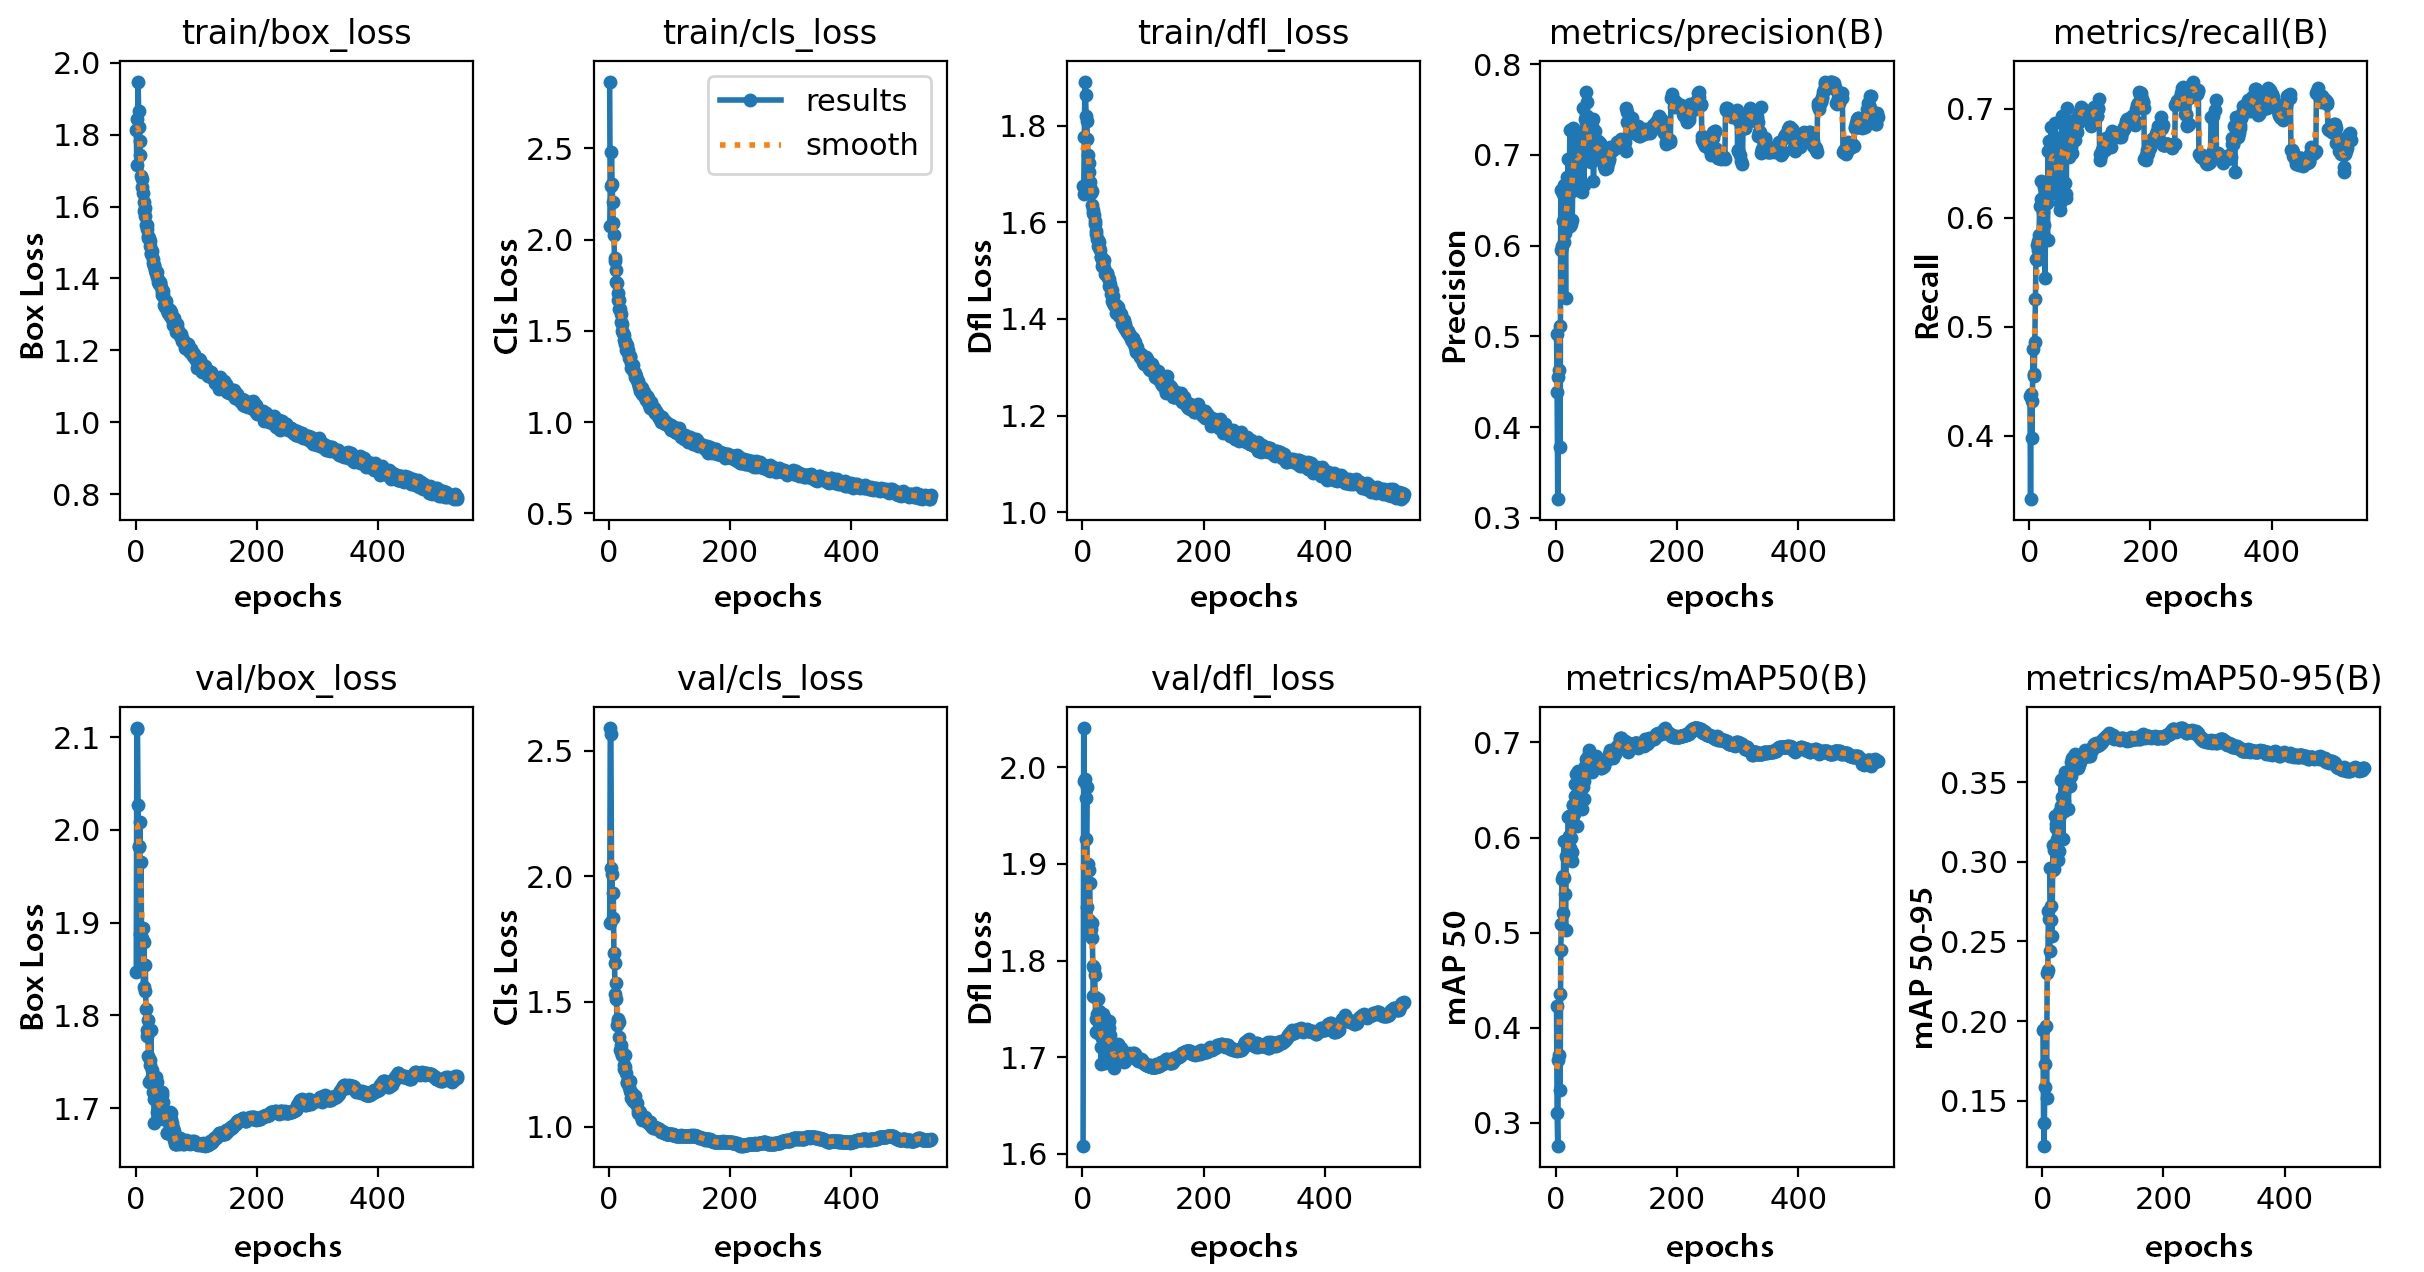 train/box_loss
train/cls_loss
train/dfl_loss
metrics/precision(B)
metrics/recall(B)
Box Loss
2.0
1.8
1.6
1.4
1.2
1.0
0.8
0 200 400
epochs
Cls Loss
2.5
2.0
1.5
1.0
0.5
results
smooth
0 200 400
epochs
Dfl Loss
1.8
1.6
1.4
1.2
1.0
0 200 400
epochs
Precision
0.8
0.7
0.6
0.5
0.4
0.3
0 200 400
epochs
Recall
0.7
0.6
0.5
0.4
0 200 400
epochs
val/box_loss
val/cls_loss
val/dfl_loss
metrics/mAP50(B)
metrics/mAP50-95(B)
Box Loss
2.1
2.0
1.9
1.8
1.7
0 200 400
epochs
Cls Loss
2.5
2.0
1.5
1.0
0 200 400
epochs
Dfl Loss
2.0
1.9
1.8
1.7
1.6
0 200 400
epochs
mAP 50
0.7
0.6
0.5
0.4
0.3
0 200 400
epochs
mAP 50-95
0.35
0.30
0.25
0.20
0.15
0 200 400
epochs